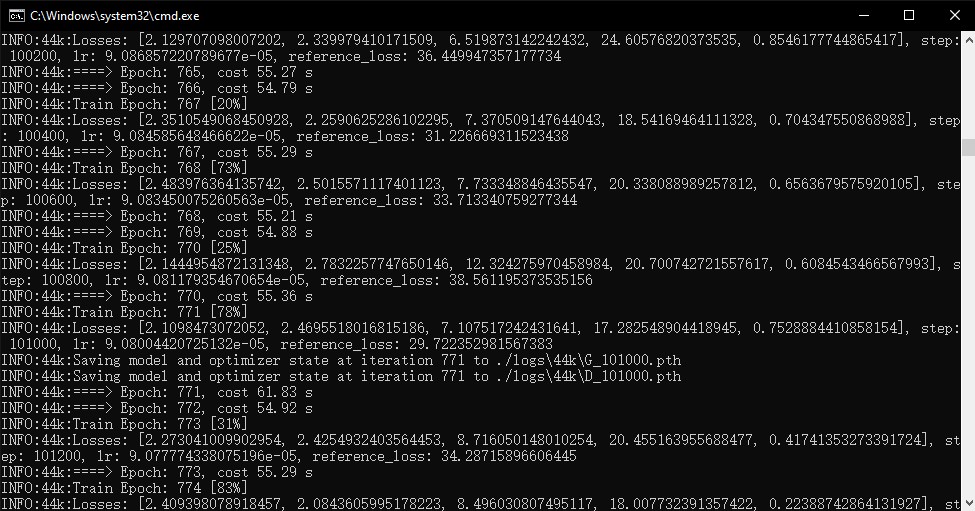 C:\Windows\system32\cmd.exe
INFO:44k:Losses: [2.129707098007202, 2.339979410171509, 6.519873142242432, 24.60576820373535, 0.8546177744865417], step:
 100200, lr: 9.086857220789677e-05, reference_loss: 36.449947357177734
INFO:44k:====> Epoch: 765, cost 55.27 s
INFO:44k:====> Epoch: 766, cost 54.79 s
INFO:44k:Train Epoch: 767 [20%]
INFO:44k:Losses: [2.3510549068450928, 2.2590625286102295, 7.370509147644043, 18.54169464111328, 0.704347550868988], step
: 100400, lr: 9.084585648466622e-05, reference_loss: 31.226669311523438
INFO:44k:====> Epoch: 767, cost 55.29 s
INFO:44k:Train Epoch: 768 [73%]
INFO:44k:Losses: [2.483976364135742, 2.5015571117401123, 7.733348846435547, 20.338088989257812, 0.6563679575920105], ste
p: 100600, lr: 9.083450075260563e-05, reference_loss: 33.713340759277344
INFO:44k:====> Epoch: 768, cost 55.21 s
INFO:44k:====> Epoch: 769, cost 54.88 s
INFO:44k:Train Epoch: 770 [25%]
INFO:44k:Losses: [2.1444954872131348, 2.7832257747650146, 12.324275970458984, 20.700742721557617, 0.6084543466567993], s
tep: 100800, lr: 9.081179354670654e-05, reference_loss: 38.561195373535156
INFO:44k:====> Epoch: 770, cost 55.36 s
INFO:44k:Train Epoch: 771 [78%]
INFO:44k:Losses: [2.1098473072052, 2.4695518016815186, 7.107517242431641, 17.282548904418945, 0.7528884410858154], step:
 101000, lr: 9.08004420725132e-05, reference_loss: 29.722352981567383
INFO:44k:Saving model and optimizer state at iteration 771 to ./logs\44k\G_101000.pth
INFO:44k:Saving model and optimizer state at iteration 771 to ./logs\44k\D_101000.pth
INFO:44k:====> Epoch: 771, cost 61.83 s
INFO:44k:====> Epoch: 772, cost 54.92 s
INFO:44k:Train Epoch: 773 [31%]
INFO:44k:Losses: [2.273041009902954, 2.4254932403564453, 8.716050148010254, 20.455163955688477, 0.41741353273391724], st
ep: 101200, lr: 9.077774338075196e-05, reference_loss: 34.28715896606445
INFO:44k:====> Epoch: 773, cost 55.29 s
INFO:44k:Train Epoch: 774 [83%]
INFO:44k:Losses: [2.409398078918457, 2.0843605995178223, 8.496030807495117, 18.007732391357422, 0.22388742864131927], st